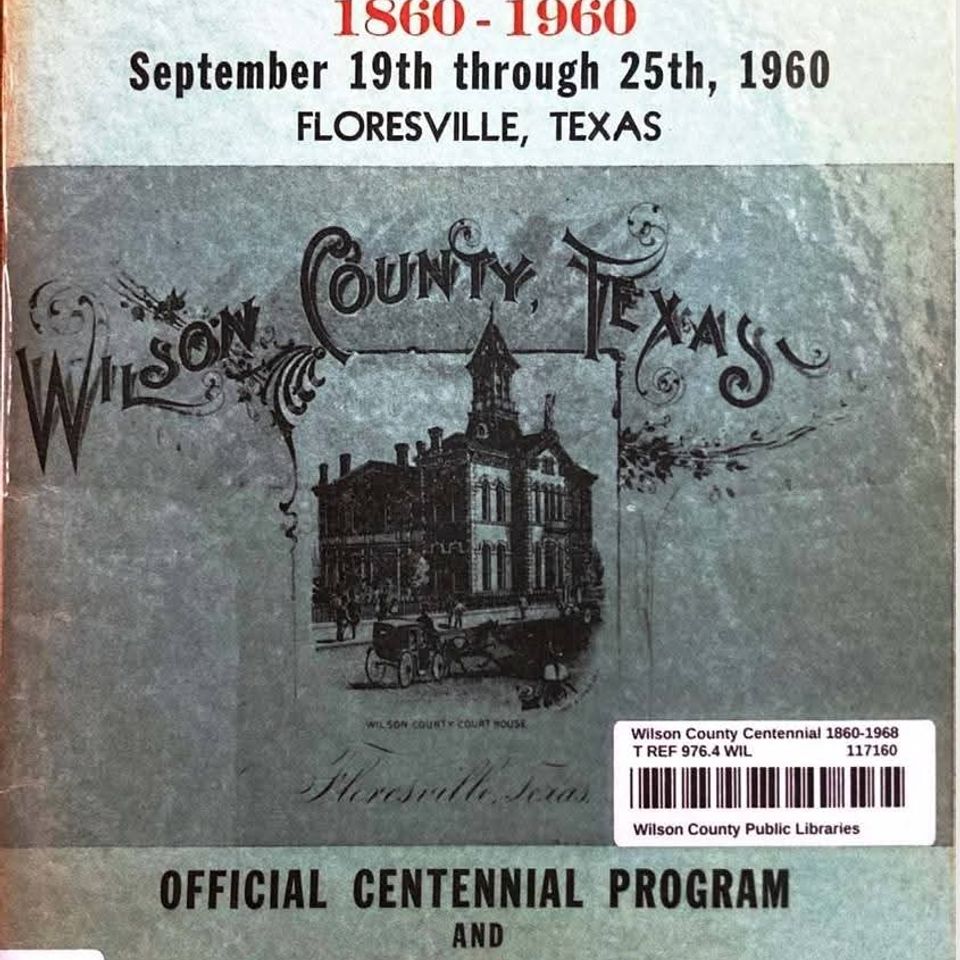 1860 - 1960
September 19th through 25th, 1960
FLORESVILLE, TEXAS
WILSON COUNTY, TEXAS
WILSON COUNTY COURT HOUSE
Floresville, Texas.
Wilson County Centennial 1860-1968
T REF 976.4 WIL 117160
Wilson County Public Libraries
OFFICIAL CENTENNIAL PROGRAM
AND